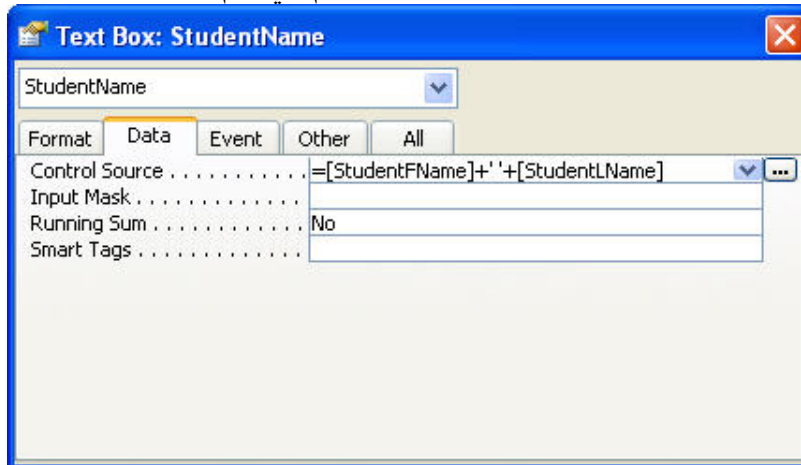 Text Box: StudentName
StudentName
Format Data Event Other All
Control Source . . . . . . . . . . . =[StudentFName]+' '+[StudentLName] ...
Input Mask . . . . . . . . . . . . .
Running Sum . . . . . . . . . . . . No
Smart Tags . . . . . . . . . . . . .